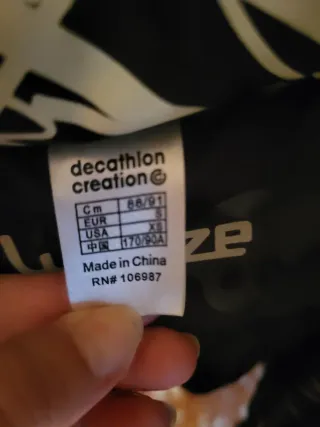 decathlon
creation
Cm 88/91
EUR S
USA XS
中国 170/90A
Made in China
RN# 106987